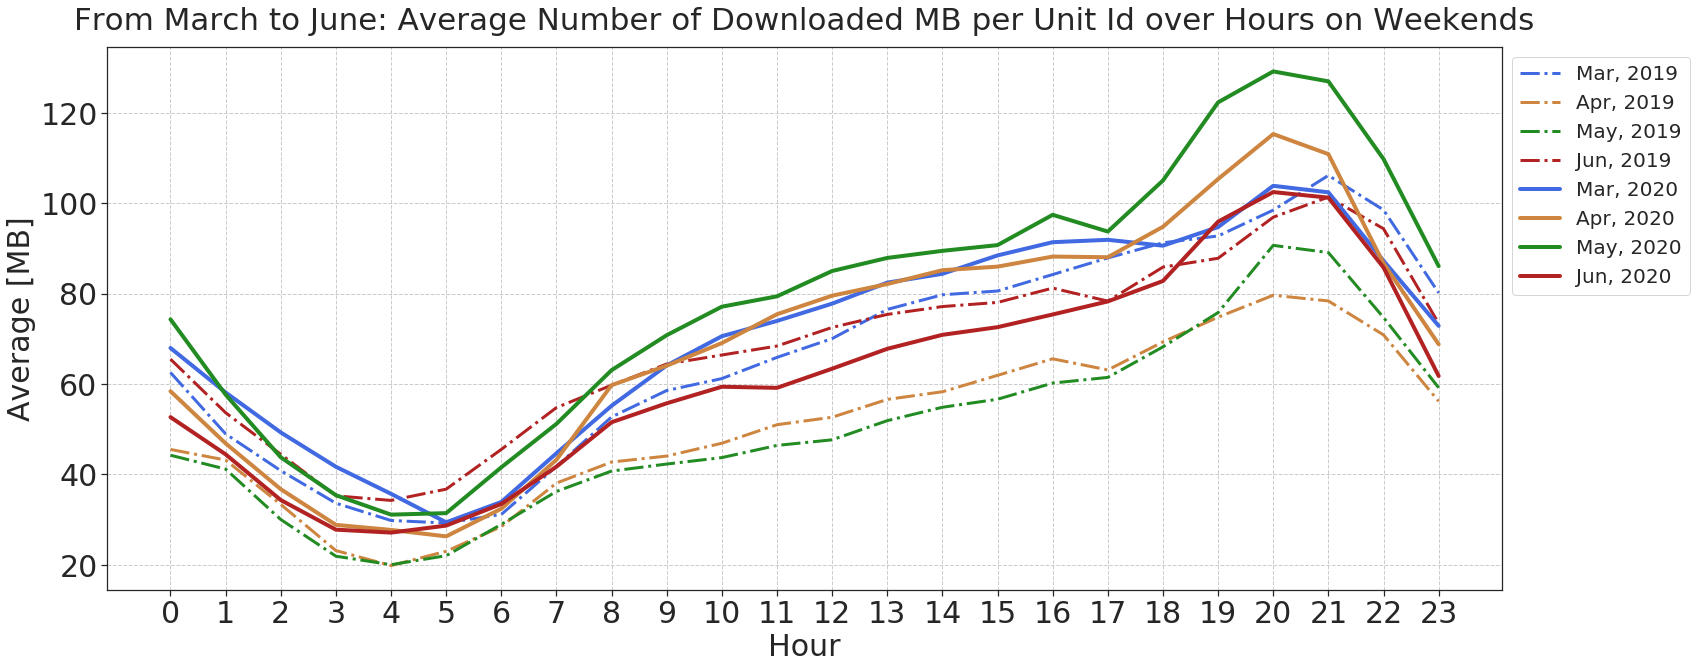 From March to June: Average Number of Downloaded MB per Unit Id over Hours on Weekends
Average [MB]
120
100
80
60
40
20
0 1 2 3 4 5 6 7 8 9 10 11 12 13 14 15 16 17 18 19 20 21 22 23
Hour
Mar, 2019
Apr, 2019
May, 2019
Jun, 2019
Mar, 2020
Apr, 2020
May, 2020
Jun, 2020